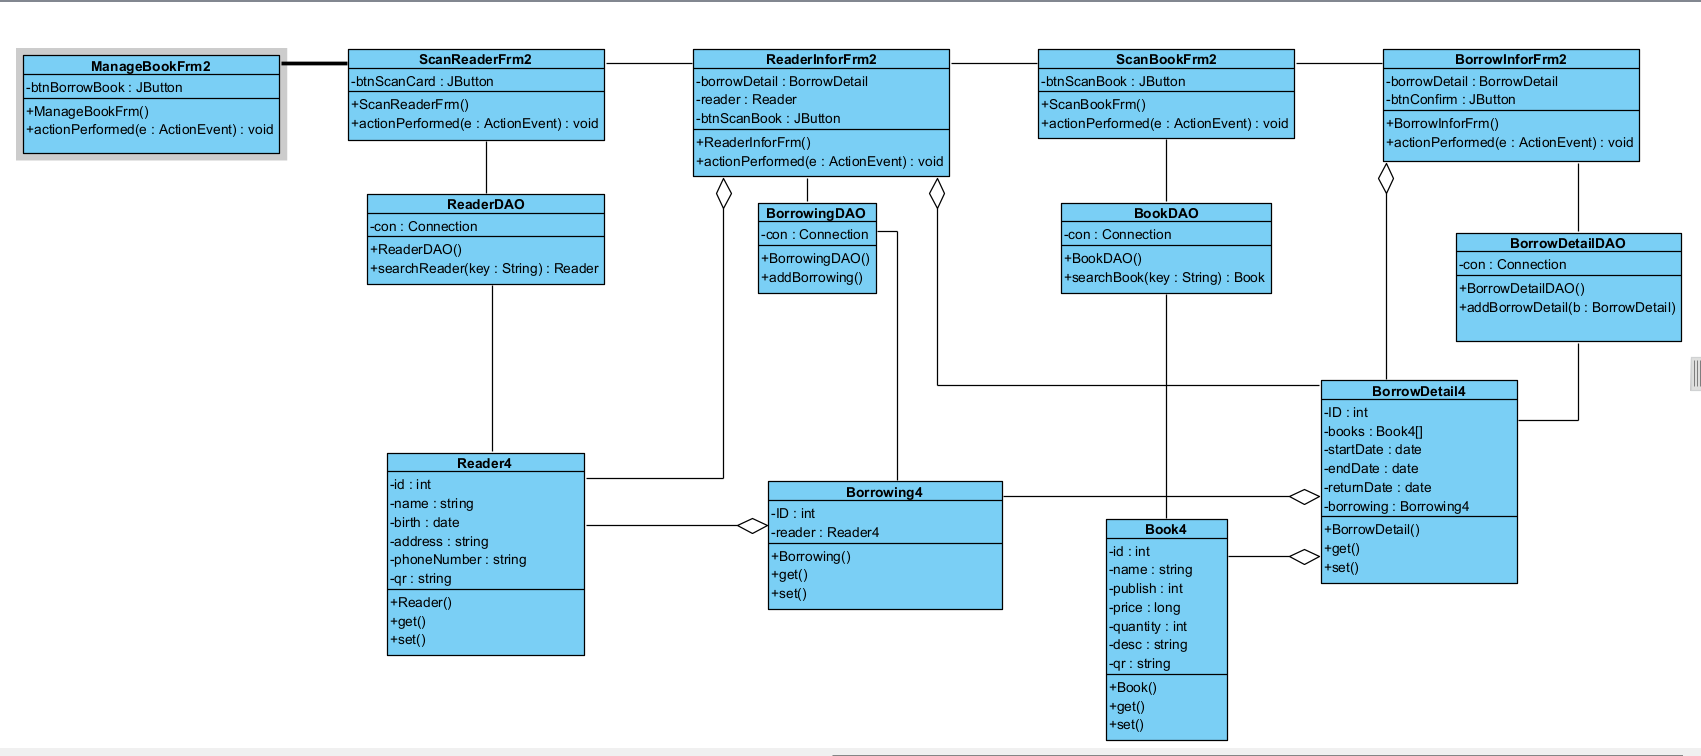 ManageBookFrm2
-btnBorrowBook : JButton
+ManageBookFrm()
+actionPerformed(e : ActionEvent) : void
ScanReaderFrm2
-btnScanCard : JButton
+ScanReaderFrm()
+actionPerformed(e : ActionEvent) : void
ReaderInforFrm2
-borrowDetail : BorrowDetail
-reader : Reader
-btnScanBook : JButton
+ReaderInforFrm()
+actionPerformed(e : ActionEvent) : void
ScanBookFrm2
-btnScanBook : JButton
+ScanBookFrm()
+actionPerformed(e : ActionEvent) : void
BorrowInforFrm2
-borrowDetail : BorrowDetail
-btnConfirm : JButton
+BorrowInforFrm()
+actionPerformed(e : ActionEvent) : void
ReaderDAO
-con : Connection
+ReaderDAO()
+searchReader(key : String) : Reader
BorrowingDAO
-con : Connection
+BorrowingDAO()
+addBorrowing()
BookDAO
-con : Connection
+BookDAO()
+searchBook(key : String) : Book
BorrowDetailDAO
-con : Connection
+BorrowDetailDAO()
+addBorrowDetail(b : BorrowDetail)
Reader4
-id : int
-name : string
-birth : date
-address : string
-phoneNumber : string
-qr : string
+Reader()
+get()
+set()
Borrowing4
-ID : int
-reader : Reader4
+Borrowing()
+get()
+set()
Book4
-id : int
-name : string
-publish : int
-price : long
-quantity : int
-desc : string
-qr : string
+Book()
+get()
+set()
BorrowDetail4
-ID : int
-books : Book4[]
-startDate : date
-endDate : date
-returnDate : date
-borrowing : Borrowing4
+BorrowDetail()
+get()
+set()